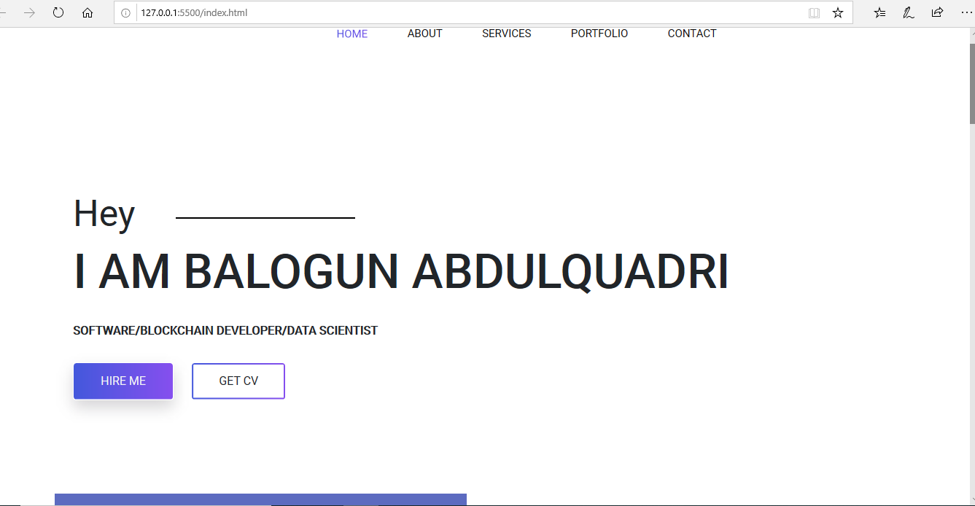 127.0.0.1:5500/index.html
HOME ABOUT SERVICES PORTFOLIO CONTACT
Hey
I AM BALOGUN ABDULQUADRI
SOFTWARE/BLOCKCHAIN DEVELOPER/DATA SCIENTIST
HIRE ME GET CV